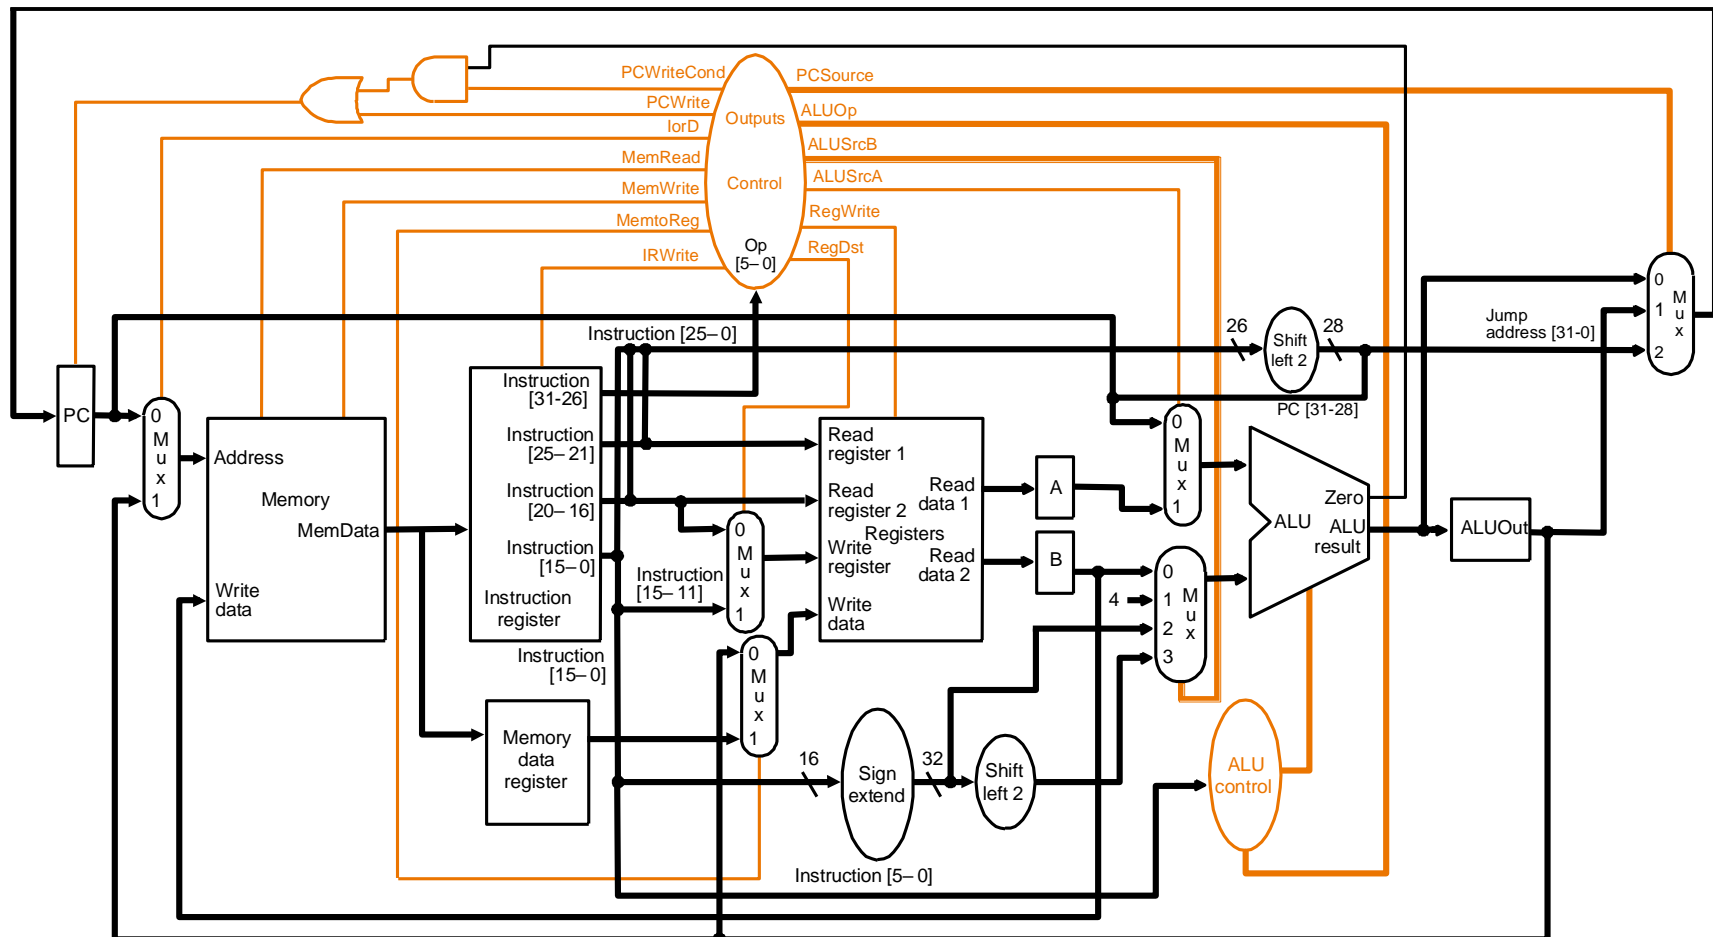 PCWriteCond
PCSource
PCWrite
ALUOp
IorD
Outputs
ALUSrcB
MemRead
ALUSrcA
MemWrite
Control
RegWrite
MemtoReg
RegDst
IRWrite
Op
[5–0]
Instruction [25–0]
26
Shift
left 2
28
Jump
address [31-0]
0
1
2
M
u
x
PC [31-28]
PC
0
M
u
x
1
Address
Memory
MemData
Write
data
Instruction
[31-26]
Instruction
[25–21]
Instruction
[20–16]
Instruction
[15–0]
Instruction
register
Instruction
[15–11]
Instruction
[15–0]
0
M
u
x
1
0
M
u
x
1
Read
register 1
Read
register 2
Registers
Write
register
Write
data
Read
data 1
Read
data 2
A
B
4
0
M
u
x
1
0
1
2
3
M
u
x
Zero
ALU
ALU
result
ALUOut
Memory
data
register
16
Sign
extend
32
Shift
left 2
ALU
control
Instruction [5–0]